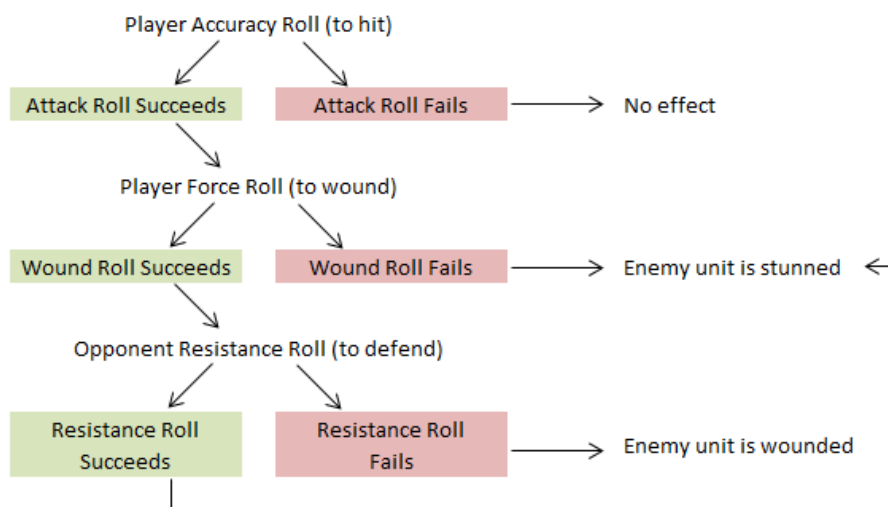 Player Accuracy Roll (to hit)
Attack Roll Succeeds
Attack Roll Fails
No effect
Player Force Roll (to wound)
Wound Roll Succeeds
Wound Roll Fails
Enemy unit is stunned
Opponent Resistance Roll (to defend)
Resistance Roll
Succeeds
Resistance Roll
Fails
Enemy unit is wounded